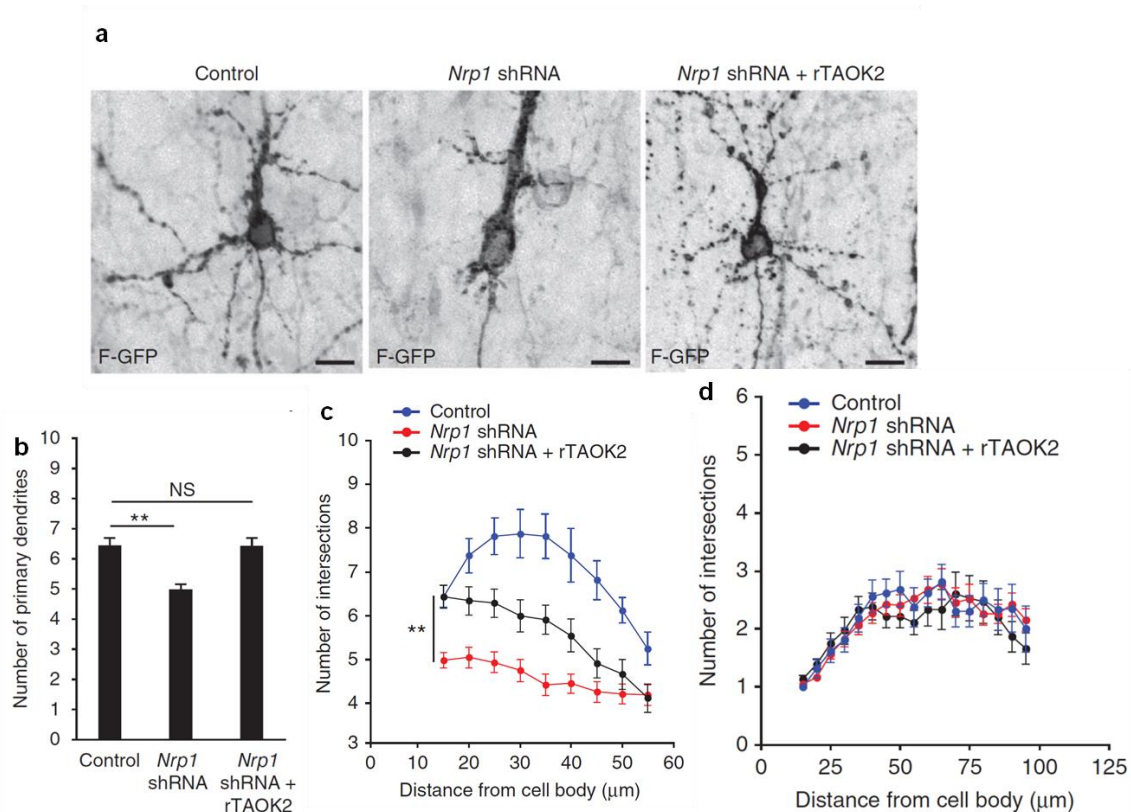 a
Control
Nrp1 shRNA
Nrp1 shRNA + rTAOK2
F-GFP
F-GFP
F-GFP
b
10
9
8
7
6
5
4
3
2
1
0
Number of primary dendrites
NS
**
Control
Nrp1
shRNA
Nrp1
shRNA +
rTAOK2
c
Control
Nrp1 shRNA
Nrp1 shRNA + rTAOK2
10
9
8
7
6
5
4
3
Number of intersections
**
0
10
20
30
40
50
60
Distance from cell body (μm)
d
Control
Nrp1 shRNA
Nrp1 shRNA + rTAOK2
6
5
4
3
2
1
0
Number of intersections
0
25
50
75
100
125
Distance from cell body (μm)